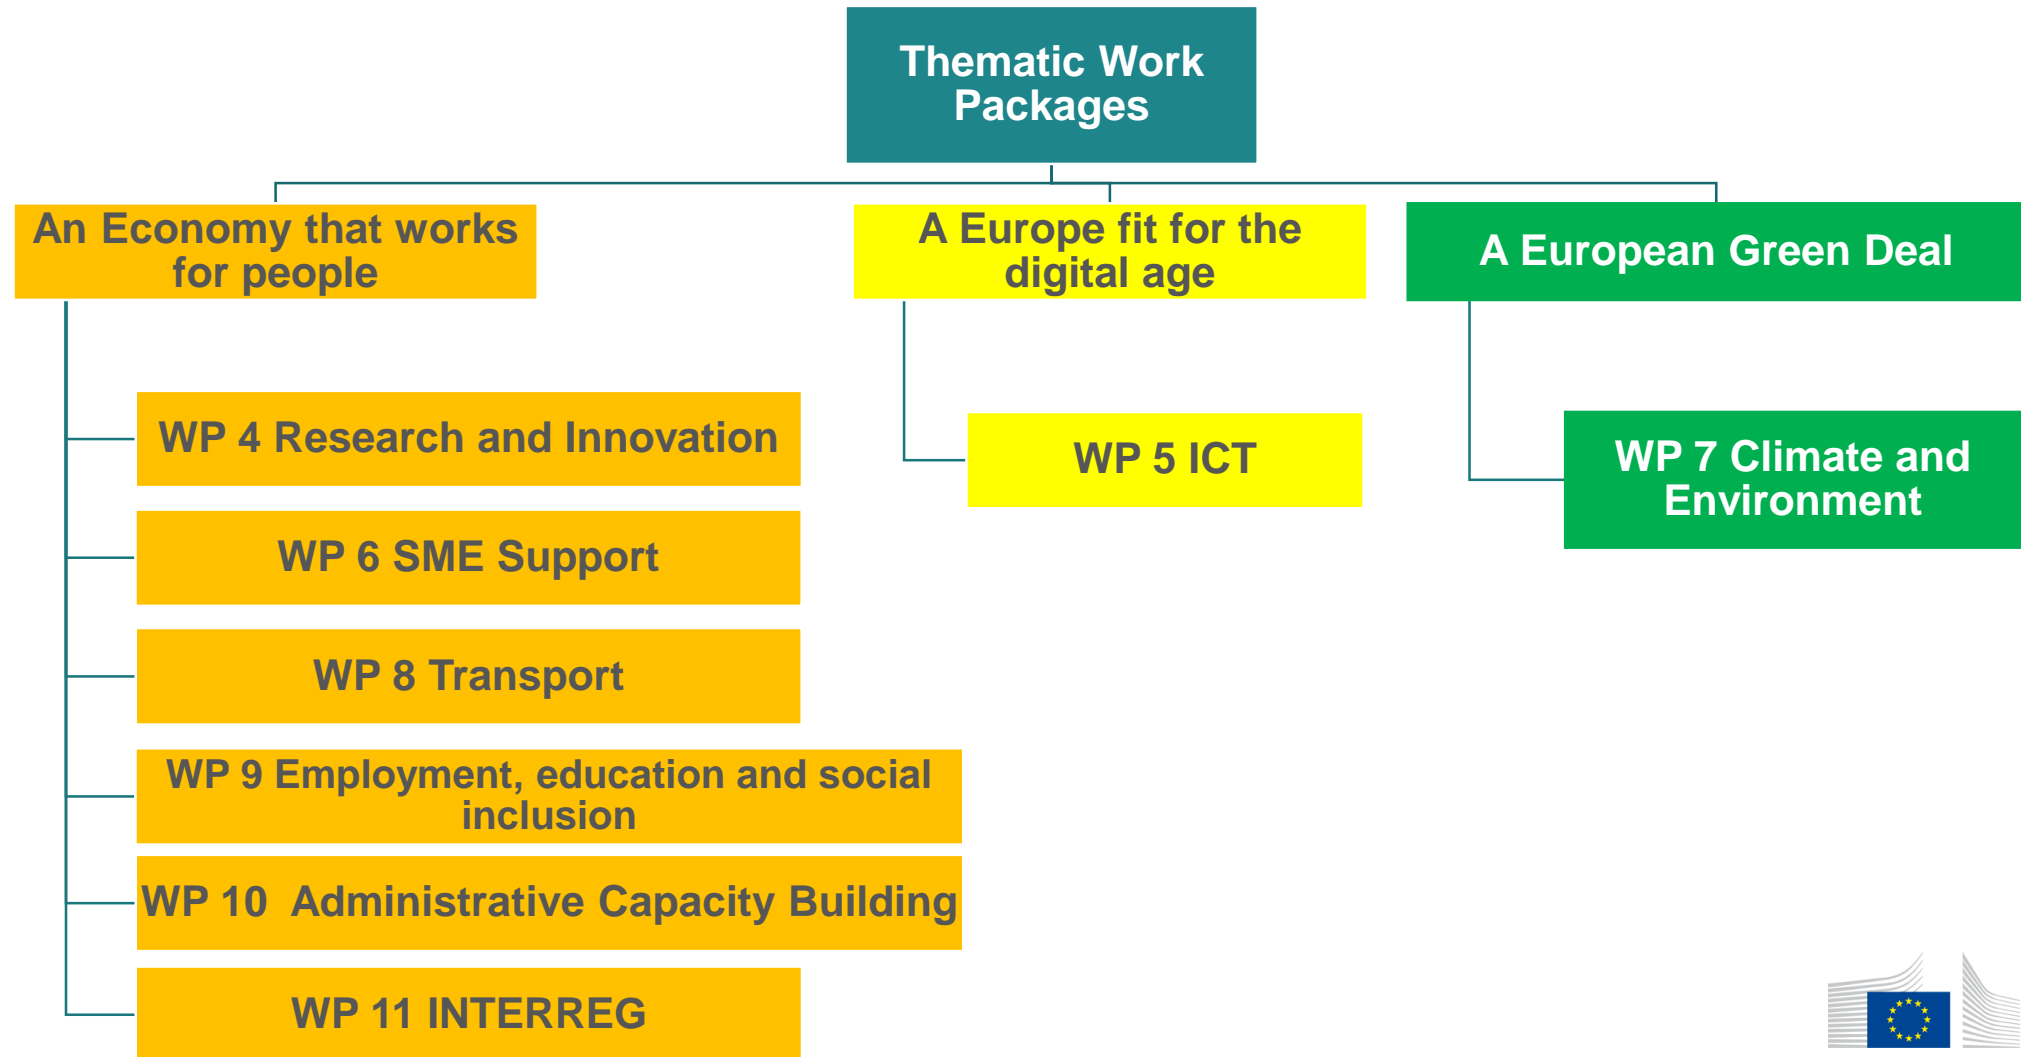 Thematic Work
Packages
An Economy that works
for people
A Europe fit for the
digital age
A European Green Deal
WP 4 Research and Innovation
WP 5 ICT
WP 7 Climate and
Environment
WP 6 SME Support
WP 8 Transport
WP 9 Employment, education and social
inclusion
WP 10  Administrative Capacity Building
WP 11 INTERREG